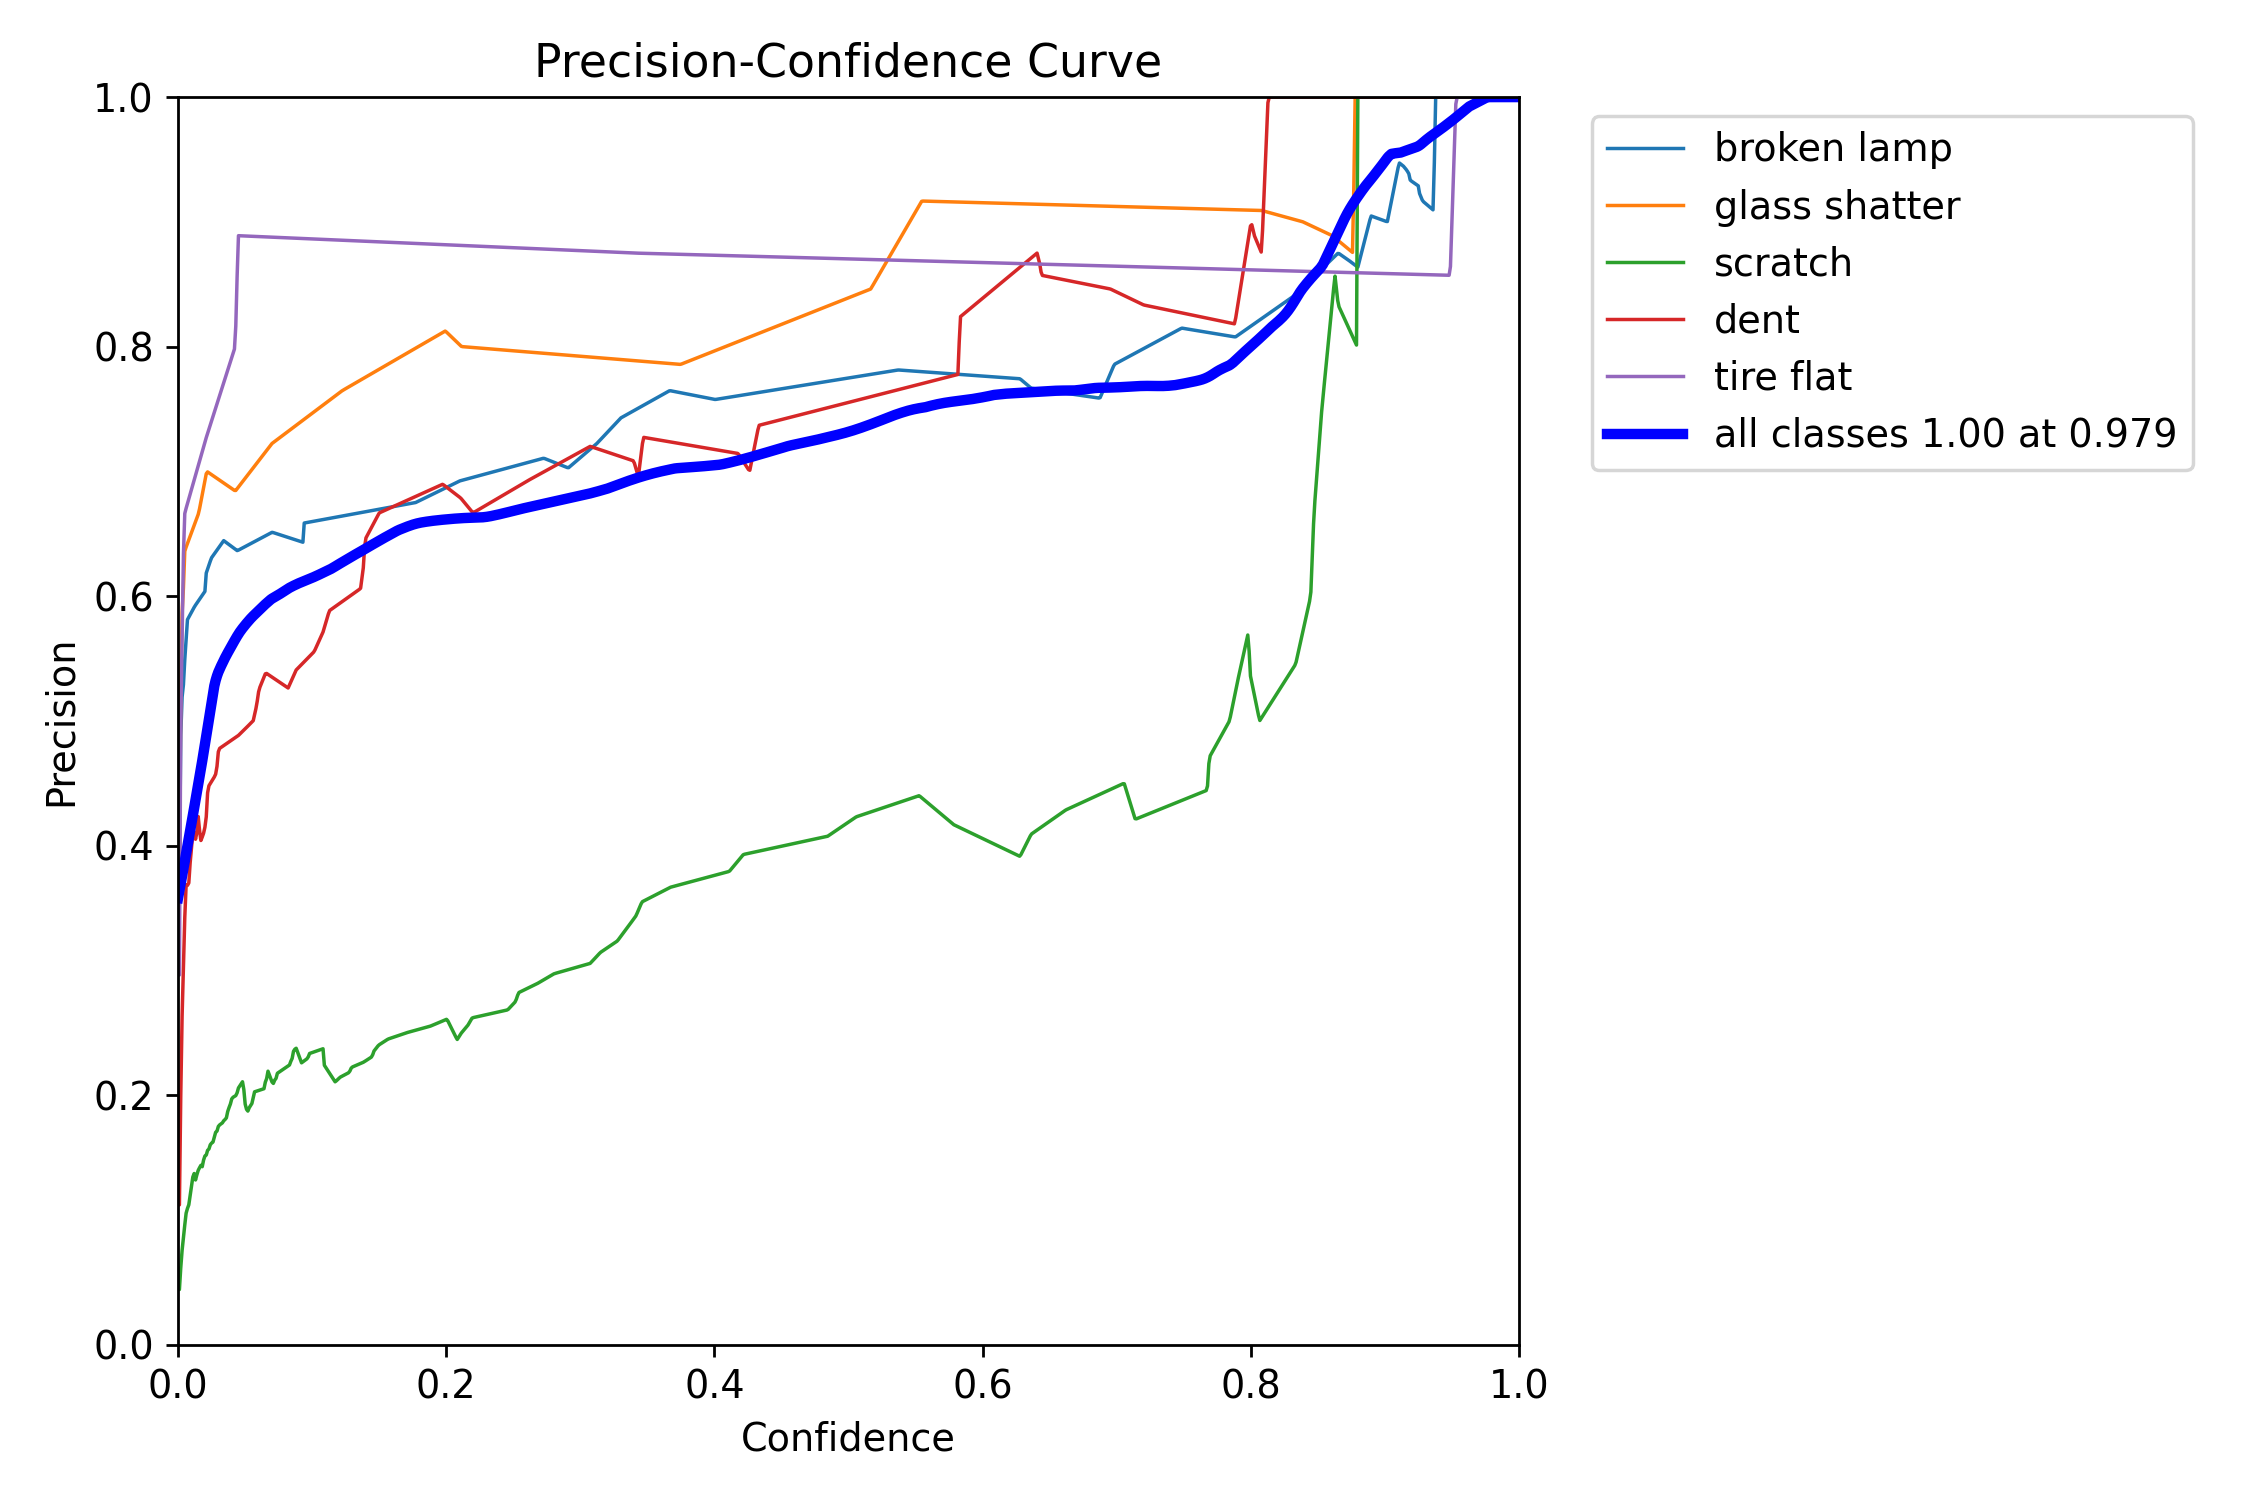 Precision-Confidence Curve
1.0
0.8
0.6
0.4
0.2
0.0
Precision
0.0 0.2 0.4 0.6 0.8 1.0
Confidence
broken lamp
glass shatter
scratch
dent
tire flat
all classes 1.00 at 0.979